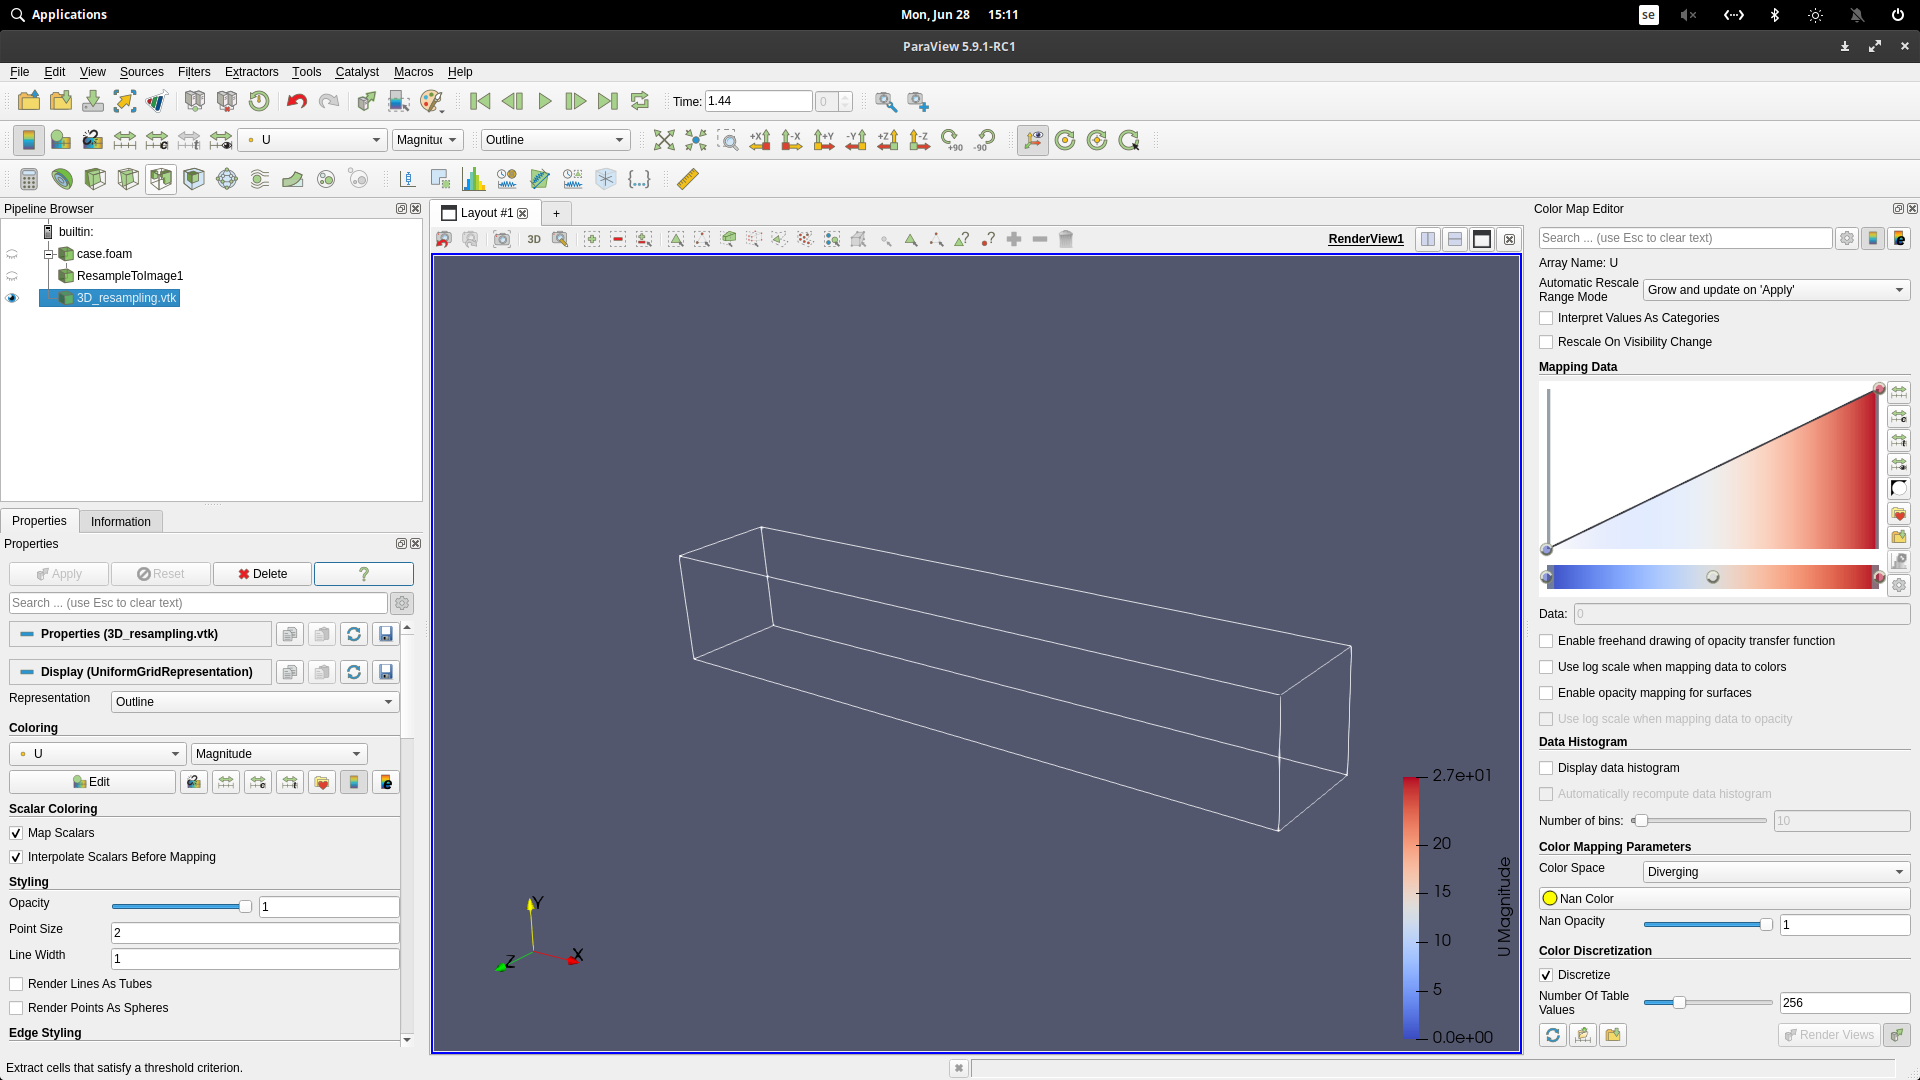 Applications
Mon, Jun 28 15:11
se
ParaView 5.9.1-RC1
File Edit View Sources Filters Extractors Tools Catalyst Macros Help
Time: 1.44 0
U Magnituc Outline
+X -X +Y -Y +Z -Z +90 -90
Pipeline Browser
builtin:
case.foam
ResampleToImage1
3D_resampling.vtk
Properties Information
Properties
Apply Reset Delete ?
Search ... (use Esc to clear text)
Properties (3D_resampling.vtk)
Display (UniformGridRepresentation)
Representation Outline
Coloring
U Magnitude
Edit
Scalar Coloring
Map Scalars
Interpolate Scalars Before Mapping
Styling
Opacity 1
Point Size 2
Line Width 1
Render Lines As Tubes
Render Points As Spheres
Edge Styling
Extract cells that satisfy a threshold criterion.
Layout #1 +
3D
RenderView1
Y
X
Z
2.7e+01
20
15
10
5
0.0e+00
U Magnitude
Color Map Editor
Search ... (use Esc to clear text)
Array Name: U
Automatic Rescale
Range Mode
Grow and update on 'Apply'
Interpret Values As Categories
Rescale On Visibility Change
Mapping Data
Data: 0
Enable freehand drawing of opacity transfer function
Use log scale when mapping data to colors
Enable opacity mapping for surfaces
Use log scale when mapping data to opacity
Data Histogram
Display data histogram
Automatically recompute data histogram
Number of bins: 10
Color Mapping Parameters
Color Space Diverging
Nan Color
Nan Opacity 1
Color Discretization
Discretize
Number Of Table
Values
256
Render Views